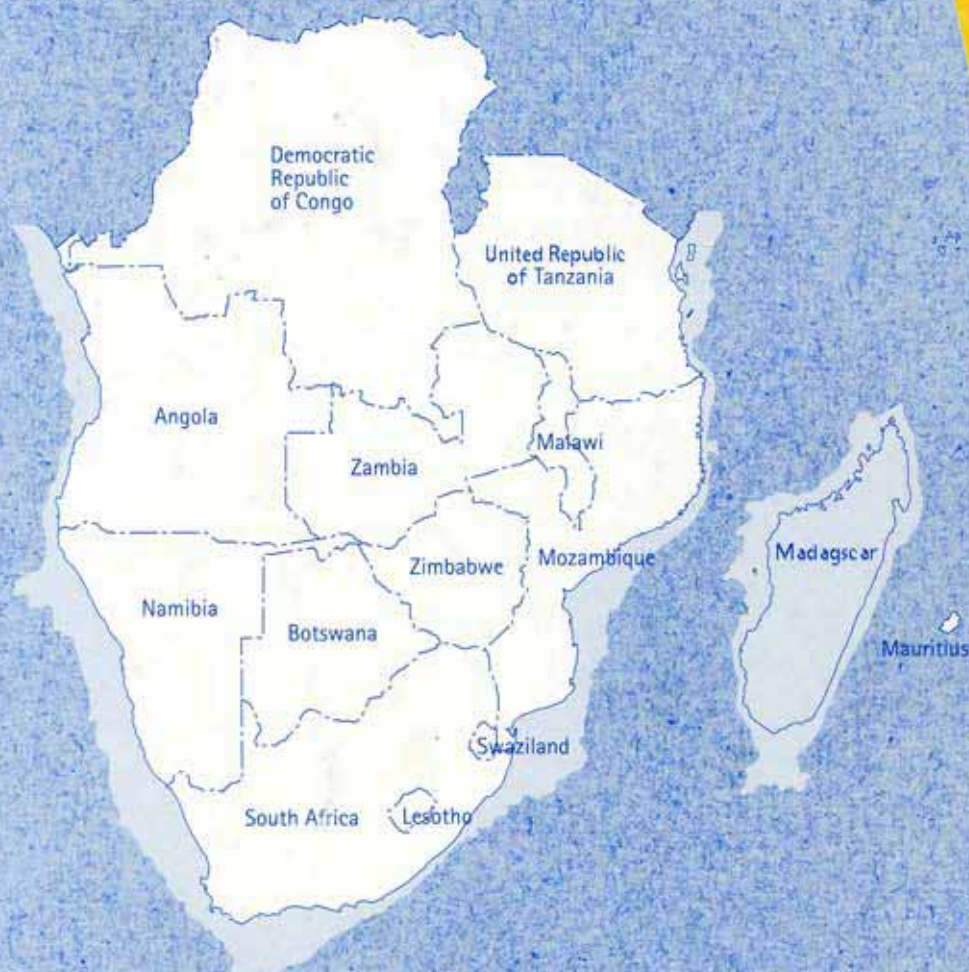 Democratic
Republic
of Congo
United Republic
of Tanzania
Angola
Malawi
Zambia
Zimbabwe
Mozambique
Madagscar
Namibia
Botswana
Mauritius
Swaziland
South Africa
Lesotho